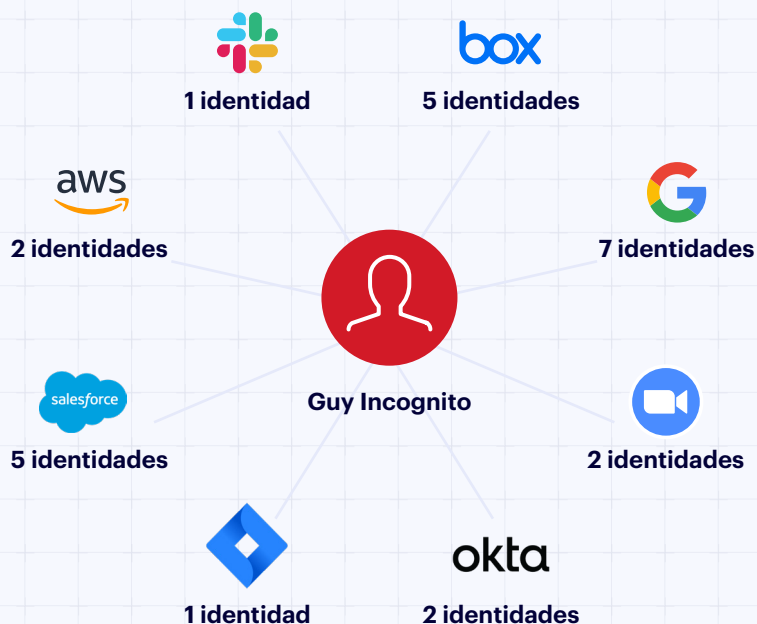 box
1 identidad
5 identidades
aws
G
2 identidades
7 identidades
salesforce
Guy Incognito
5 identidades
2 identidades
okta
1 identidad
2 identidades